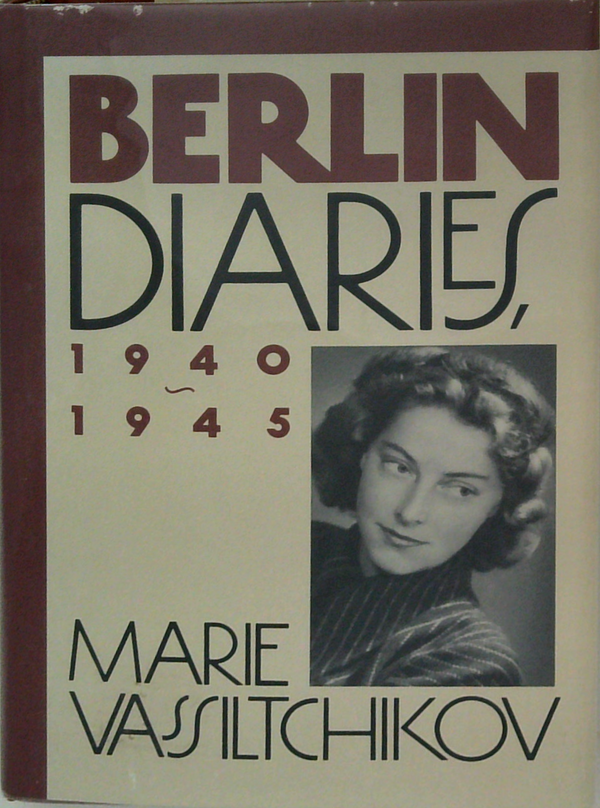 BERLIN
DIARIES,
1940
~
1945
MARIE
VASSILTCHIKOV